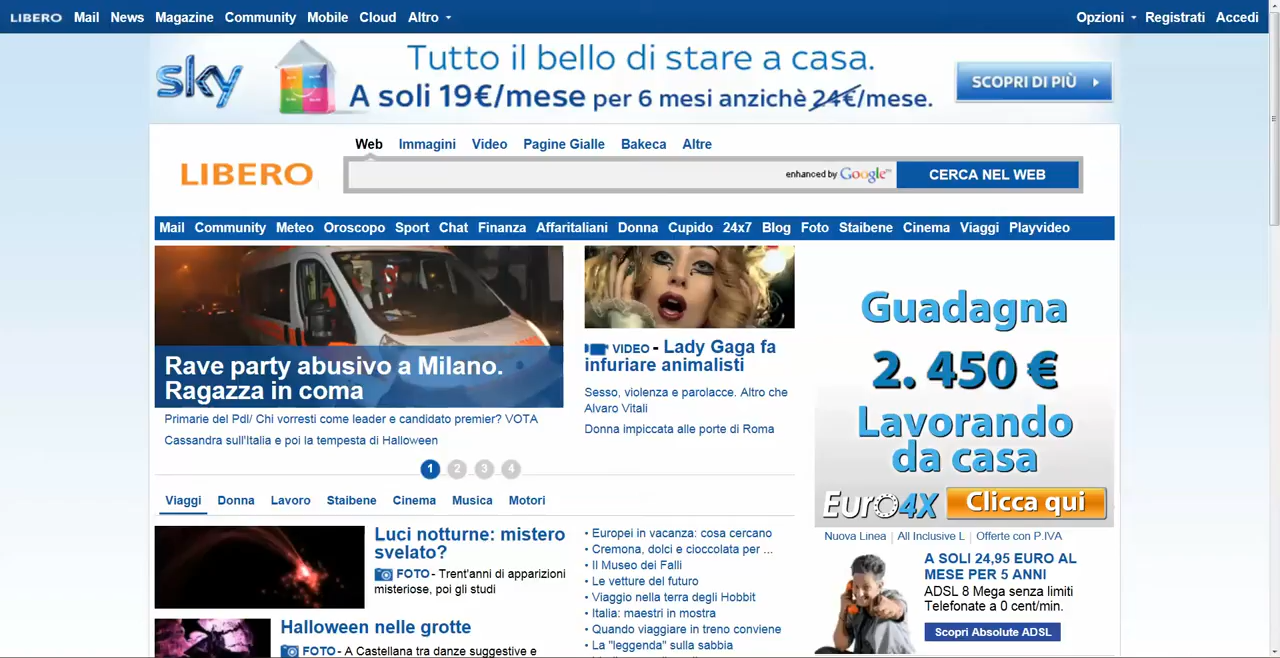 LIBERO Mail News Magazine Community Mobile Cloud Altro Opzioni Registrati Accedi
sky
Tutto il bello di stare a casa.
A soli 19€/mese per 6 mesi anzichè 24€/mese.
SCOPRI DI PIÙ
Web Immagini Video Pagine Gialle Bakeca Altre
LIBERO
enhanced by Google™
CERCA NEL WEB
Mail Community Meteo Oroscopo Sport Chat Finanza Affaritaliani Donna Cupido 24x7 Blog Foto Staibene Cinema Viaggi Playvideo
Rave party abusivo a Milano.
Ragazza in coma
Primarie del Pdl/ Chi vorresti come leader e candidato premier? VOTA
Cassandra sull'Italia e poi la tempesta di Halloween
VIDEO - Lady Gaga fa
infuriare animalisti
Sesso, violenza e parolacce. Altro che
Alvaro Vitali
Donna impiccata alle porte di Roma
1 2 3 4
Viaggi Donna Lavoro Staibene Cinema Musica Motori
Luci notturne: mistero
svelato?
FOTO - Trent'anni di apparizioni
misteriose, poi gli studi
Halloween nelle grotte
FOTO - A Castellana tra danze suggestive e
• Europei in vacanza: cosa cercano
• Cremona, dolci e cioccolata per ...
• Il Museo dei Falli
• Le vetture del futuro
• Viaggio nella terra degli Hobbit
• Italia: maestri in mostra
• Quando viaggiare in treno conviene
• La "leggenda" sulla sabbia
Guadagna
2. 450 €
Lavorando
da casa
Euro4X Clicca qui
Nuova Linea | All Inclusive L | Offerte con P.IVA
A SOLI 24,95 EURO AL
MESE PER 5 ANNI
ADSL 8 Mega senza limiti
Telefonate a 0 cent/min.
Scopri Absolute ADSL